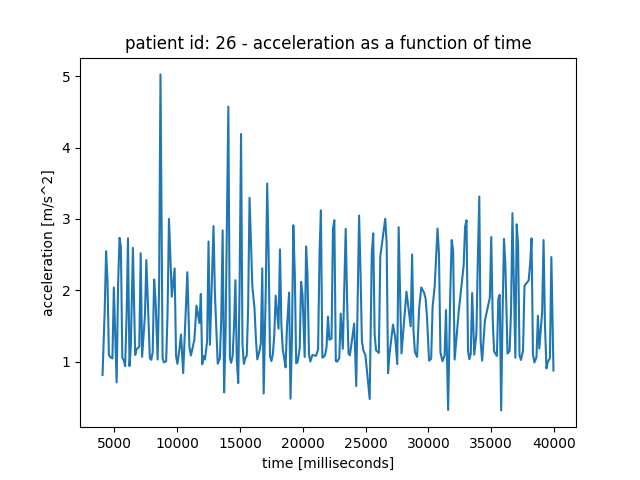 patient id: 26 - acceleration as a function of time
acceleration [m/s^2]
5
4
3
2
1
5000 10000 15000 20000 25000 30000 35000 40000
time [milliseconds]